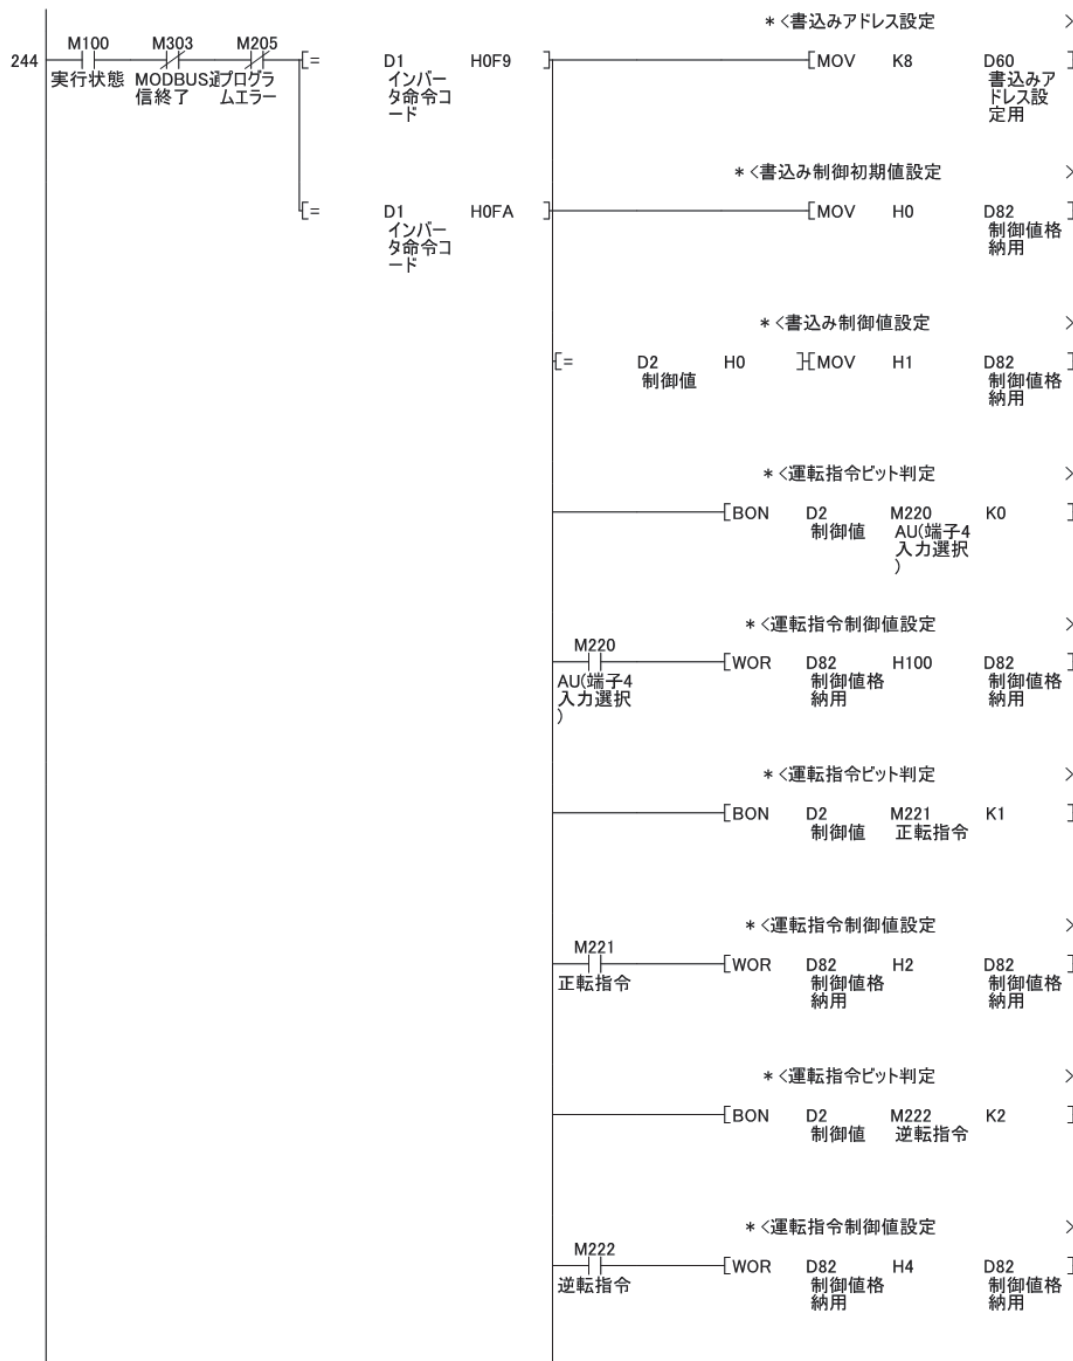 *<書込みアドレス設定 >
M100 M303 M205
244 [= D1 H0F9 ] [MOV K8 D60 ]
実行状態 MODBUS通 プログラ インバー 書込みア
信終了 ムエラー タ命令コ ドレス設
ード 定用
*<書込み制御初期値設定 >
[= D1 H0FA ] [MOV H0 D82 ]
インバー 制御値格
タ命令コ 納用
ード
*<書込み制御値設定 >
[= D2 H0 ] [MOV H1 D82 ]
制御値 制御値格
納用
*<運転指令ビット判定 >
[BON D2 M220 K0 ]
制御値 AU(端子4
入力選択
)
*<運転指令制御値設定 >
M220
[WOR D82 H100 D82 ]
AU(端子4 制御値格 制御値格
入力選択 納用 納用
)
*<運転指令ビット判定 >
[BON D2 M221 K1 ]
制御値 正転指令
*<運転指令制御値設定 >
M221
[WOR D82 H2 D82 ]
正転指令 制御値格 制御値格
納用 納用
*<運転指令ビット判定 >
[BON D2 M222 K2 ]
制御値 逆転指令
*<運転指令制御値設定 >
M222
[WOR D82 H4 D82 ]
逆転指令 制御値格 制御値格
納用 納用